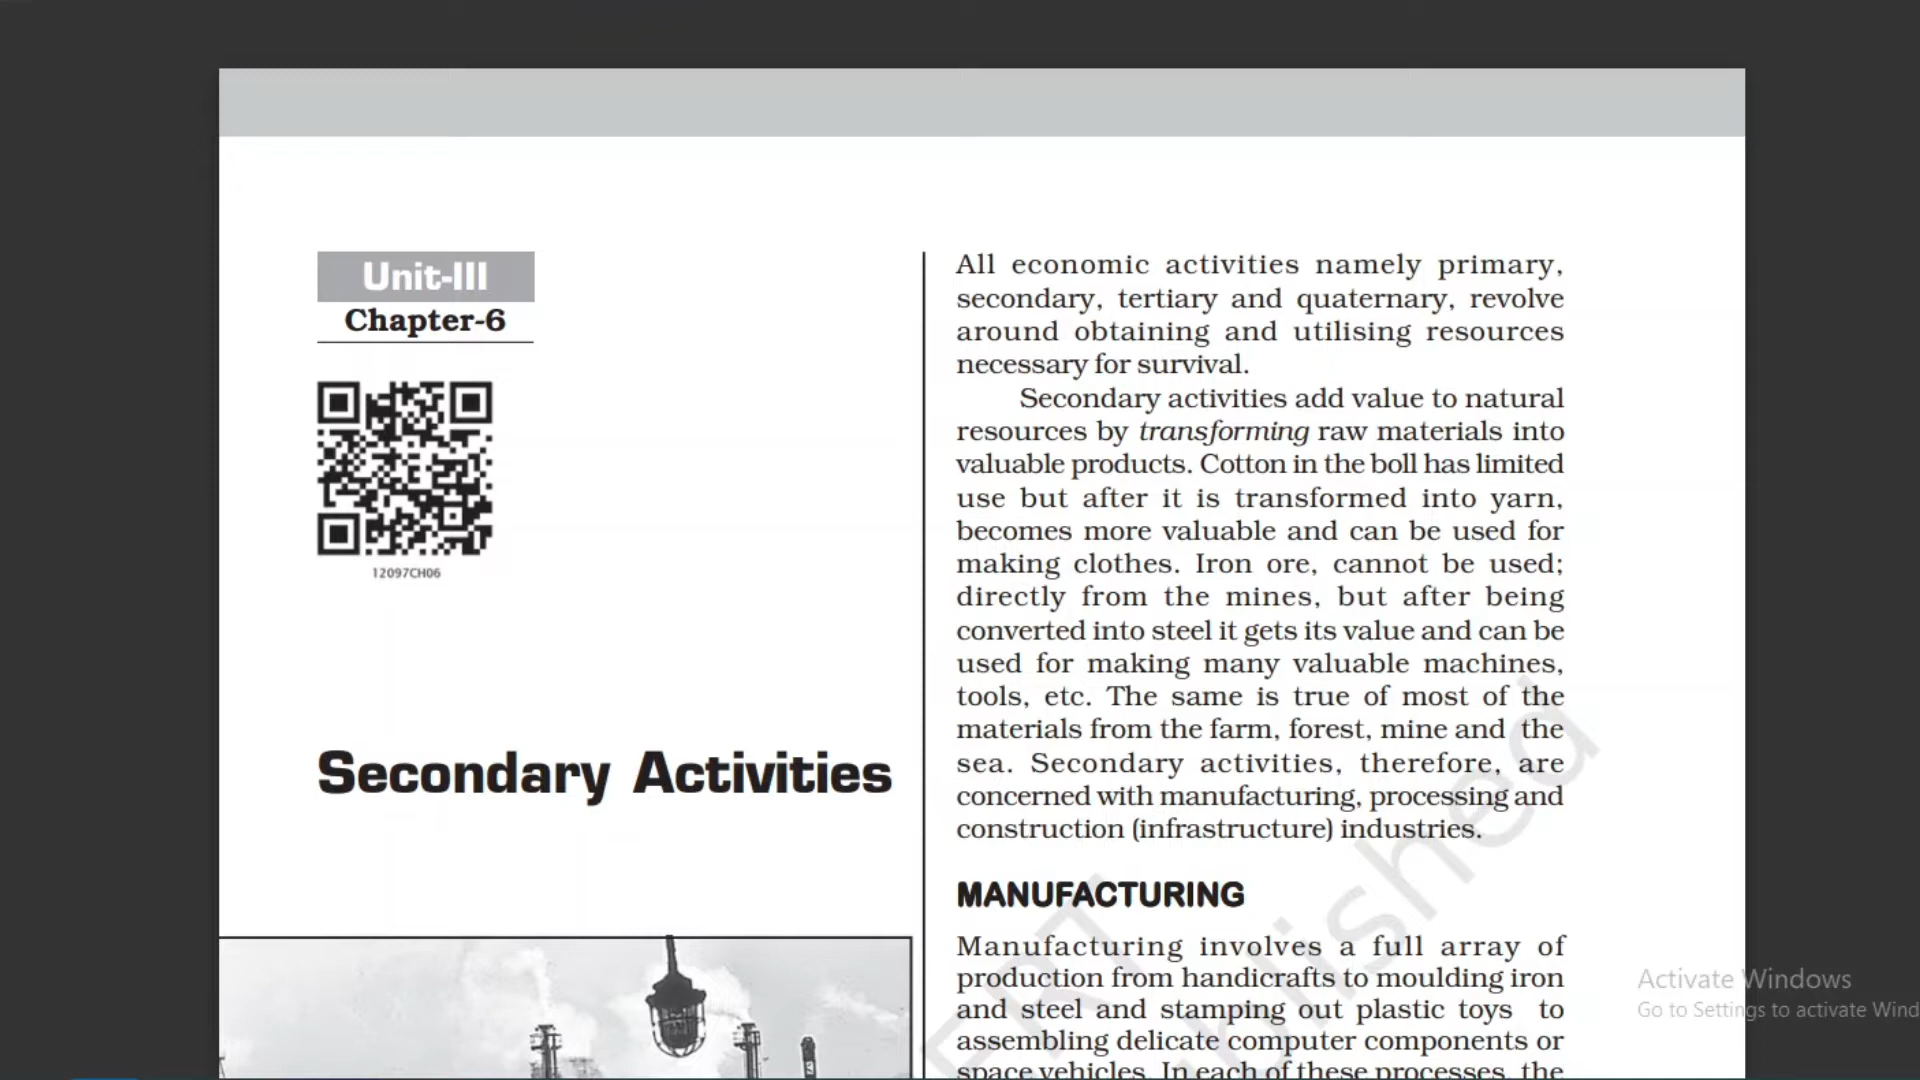 Unit-III
Chapter-6
12097CH06
Secondary Activities
All economic activities namely primary,
secondary, tertiary and quaternary, revolve
around obtaining and utilising resources
necessary for survival.
Secondary activities add value to natural
resources by transforming raw materials into
valuable products. Cotton in the boll has limited
use but after it is transformed into yarn,
becomes more valuable and can be used for
making clothes. Iron ore, cannot be used;
directly from the mines, but after being
converted into steel it gets its value and can be
used for making many valuable machines,
tools, etc. The same is true of most of the
materials from the farm, forest, mine and the
sea. Secondary activities, therefore, are
concerned with manufacturing, processing and
construction (infrastructure) industries.
MANUFACTURING
Manufacturing involves a full array of
production from handicrafts to moulding iron
and steel and stamping out plastic toys to
assembling delicate computer components or
space vehicles. In each of these processes, the
Activate Windows
Go to Settings to activate Wind